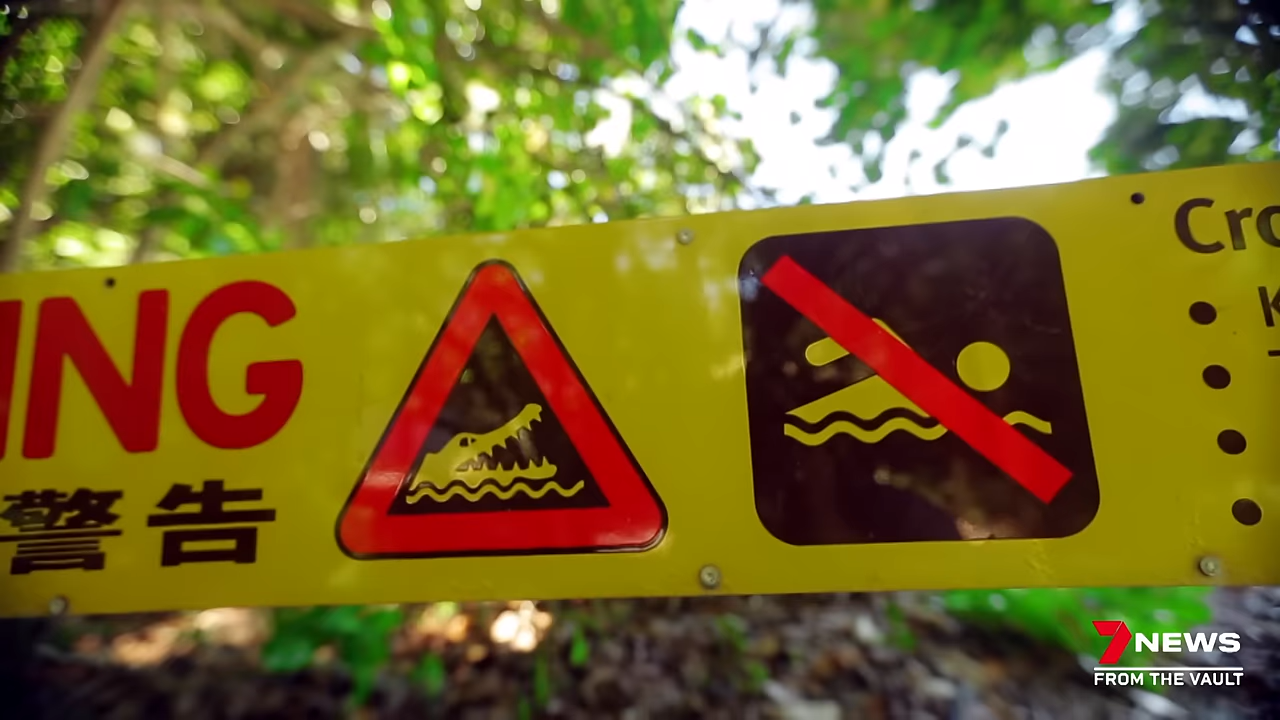 ING
警告
Cro
K
7NEWS
FROM THE VAULT